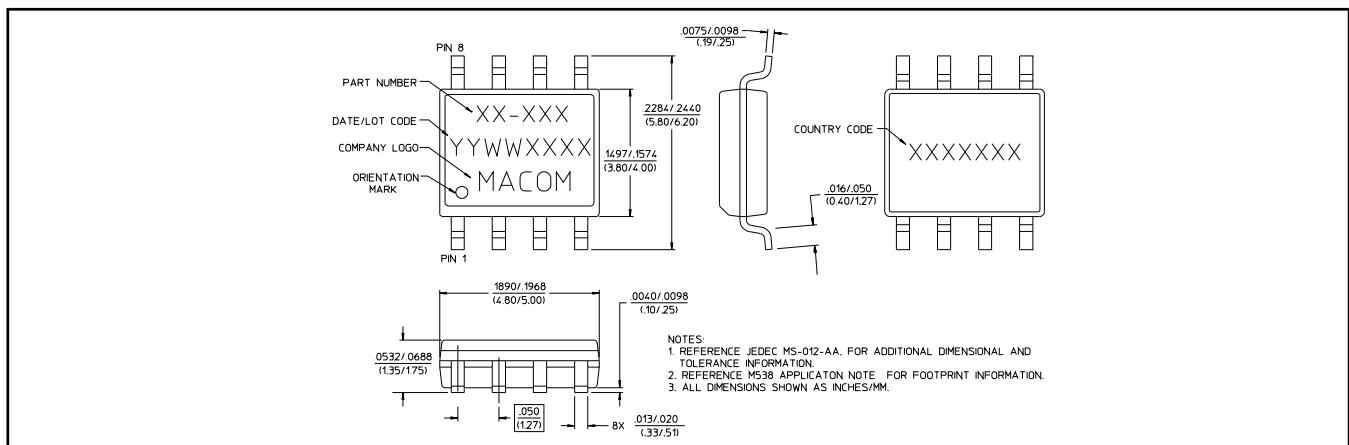 PIN 8
PART NUMBER
XX-XXX
DATE/LOT CODE
YYWWXXXX
COMPANY LOGO
MACOM
ORIENTATION
MARK
PIN 1
.2284/.2440
(5.80/6.20)
.1497/.1574
(3.80/4.00)
.0075/.0098
(.19/.25)
.016/.050
(0.40/1.27)
COUNTRY CODE
XXXXXXX
.1890/.1968
(4.80/5.00)
.0040/.0098
(.10/.25)
.0532/.0688
(1.35/1.75)
.050
(1.27)
8X .013/.020
(.33/.51)
NOTES:
1. REFERENCE JEDEC MS-012-AA, FOR ADDITIONAL DIMENSIONAL AND
TOLERANCE INFORMATION.
2. REFERENCE M538 APPLICATON NOTE FOR FOOTPRINT INFORMATION.
3. ALL DIMENSIONS SHOWN AS INCHES/MM.